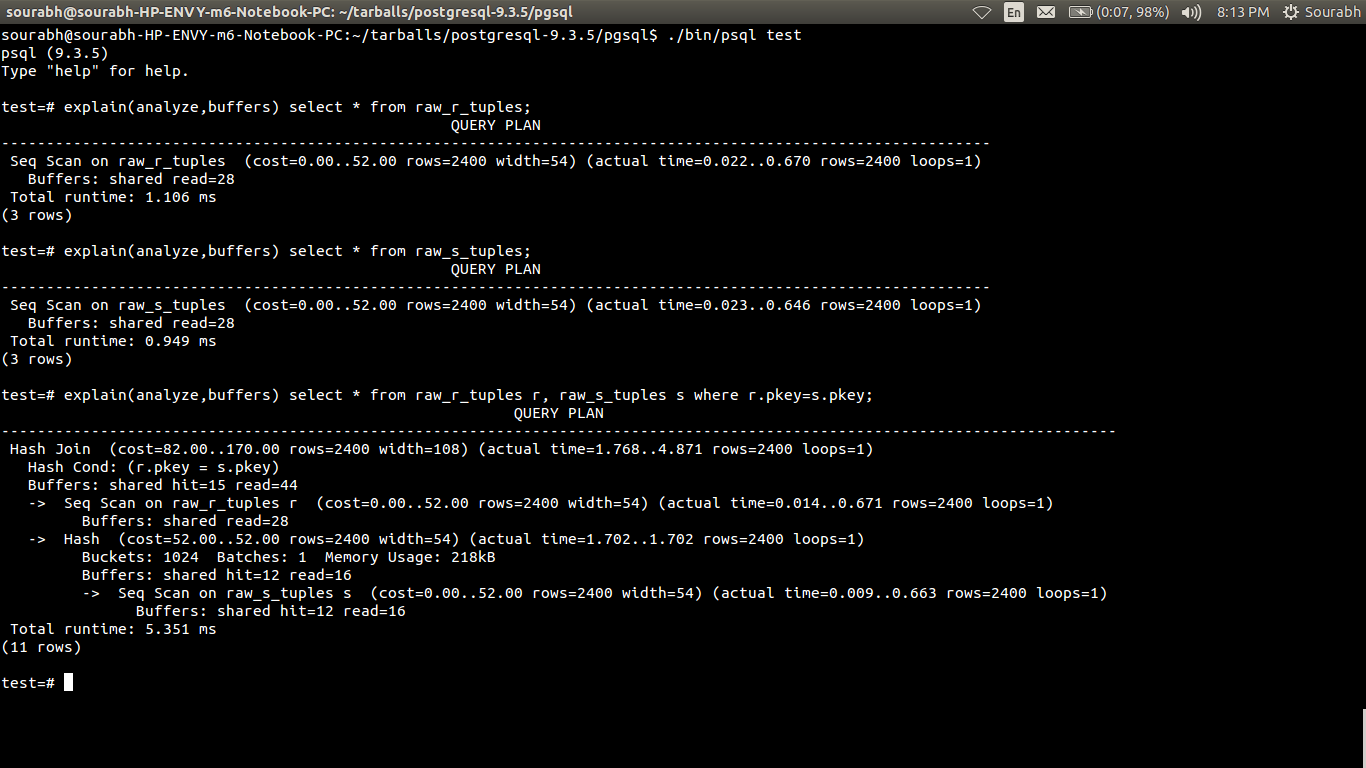 sourabh@sourabh-HP-ENVY-m6-Notebook-PC: ~/tarballs/postgresql-9.3.5/pgsql En (0:07, 98%) 8:13 PM Sourabh
sourabh@sourabh-HP-ENVY-m6-Notebook-PC:~/tarballs/postgresql-9.3.5/pgsql$ ./bin/psql test
psql (9.3.5)
Type "help" for help.
test=# explain(analyze,buffers) select * from raw_r_tuples;
QUERY PLAN
--------------------------------------------------------------------------------------------------------------
Seq Scan on raw_r_tuples  (cost=0.00..52.00 rows=2400 width=54) (actual time=0.022..0.670 rows=2400 loops=1)
Buffers: shared read=28
Total runtime: 1.106 ms
(3 rows)
test=# explain(analyze,buffers) select * from raw_s_tuples;
QUERY PLAN
--------------------------------------------------------------------------------------------------------------
Seq Scan on raw_s_tuples  (cost=0.00..52.00 rows=2400 width=54) (actual time=0.023..0.646 rows=2400 loops=1)
Buffers: shared read=28
Total runtime: 0.949 ms
(3 rows)
test=# explain(analyze,buffers) select * from raw_r_tuples r, raw_s_tuples s where r.pkey=s.pkey;
QUERY PLAN
----------------------------------------------------------------------------------------------------------------------------
Hash Join  (cost=82.00..170.00 rows=2400 width=108) (actual time=1.768..4.871 rows=2400 loops=1)
Hash Cond: (r.pkey = s.pkey)
Buffers: shared hit=15 read=44
->  Seq Scan on raw_r_tuples r  (cost=0.00..52.00 rows=2400 width=54) (actual time=0.014..0.671 rows=2400 loops=1)
Buffers: shared read=28
->  Hash  (cost=52.00..52.00 rows=2400 width=54) (actual time=1.702..1.702 rows=2400 loops=1)
Buckets: 1024  Batches: 1  Memory Usage: 218kB
Buffers: shared hit=12 read=16
->  Seq Scan on raw_s_tuples s  (cost=0.00..52.00 rows=2400 width=54) (actual time=0.009..0.663 rows=2400 loops=1)
Buffers: shared hit=12 read=16
Total runtime: 5.351 ms
(11 rows)
test=#